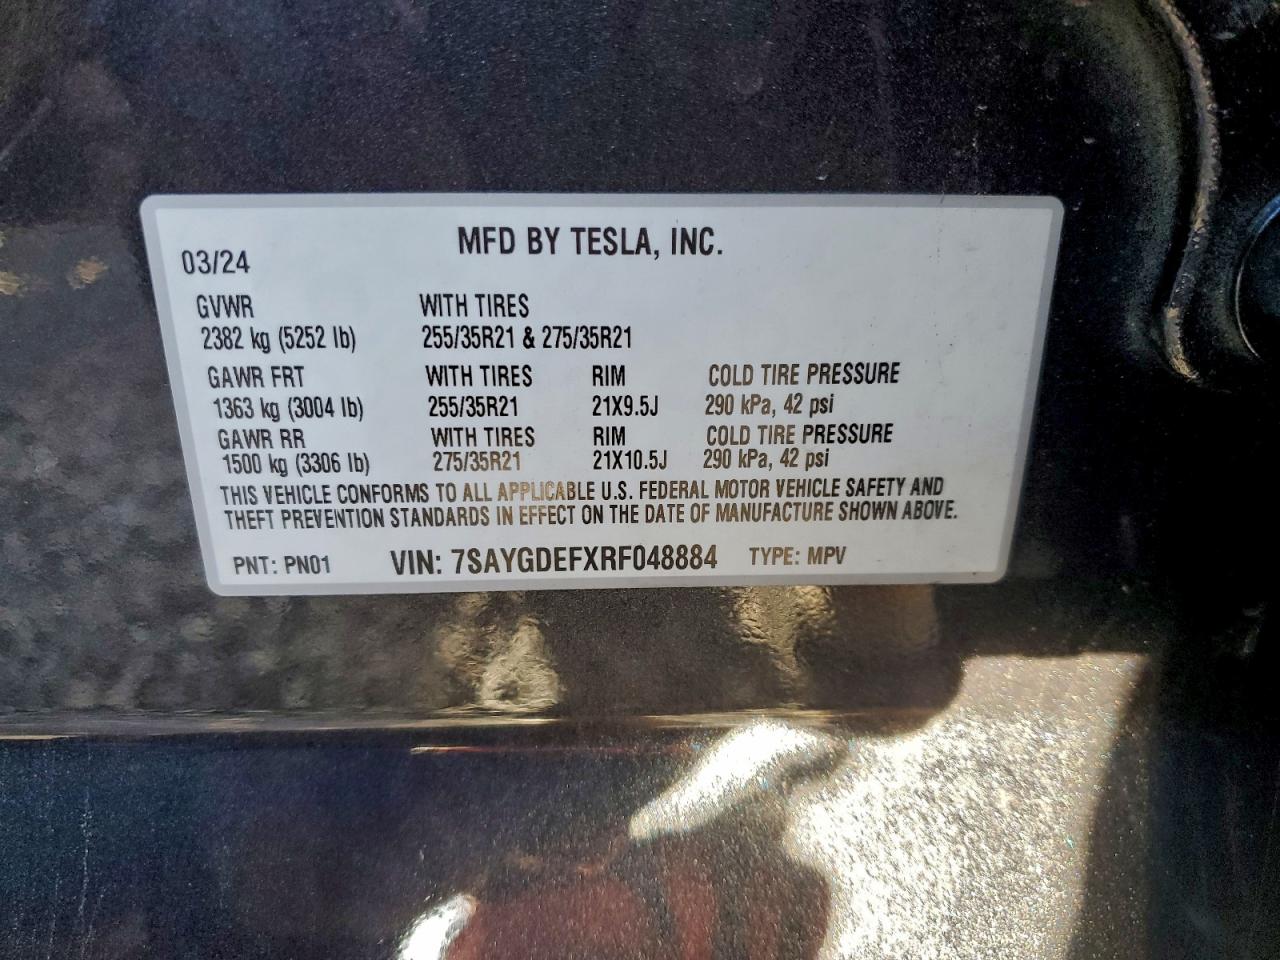 MFD BY TESLA, INC.
03/24
GVWR WITH TIRES
2382 kg (5252 lb) 255/35R21 & 275/35R21
GAWR FRT WITH TIRES RIM COLD TIRE PRESSURE
1363 kg (3004 lb) 255/35R21 21X9.5J 290 kPa, 42 psi
GAWR RR WITH TIRES RIM COLD TIRE PRESSURE
1500 kg (3306 lb) 275/35R21 21X10.5J 290 kPa, 42 psi
THIS VEHICLE CONFORMS TO ALL APPLICABLE U.S. FEDERAL MOTOR VEHICLE SAFETY AND
THEFT PREVENTION STANDARDS IN EFFECT ON THE DATE OF MANUFACTURE SHOWN ABOVE.
PNT: PN01 VIN: 7SAYGDEFXRF048884 TYPE: MPV